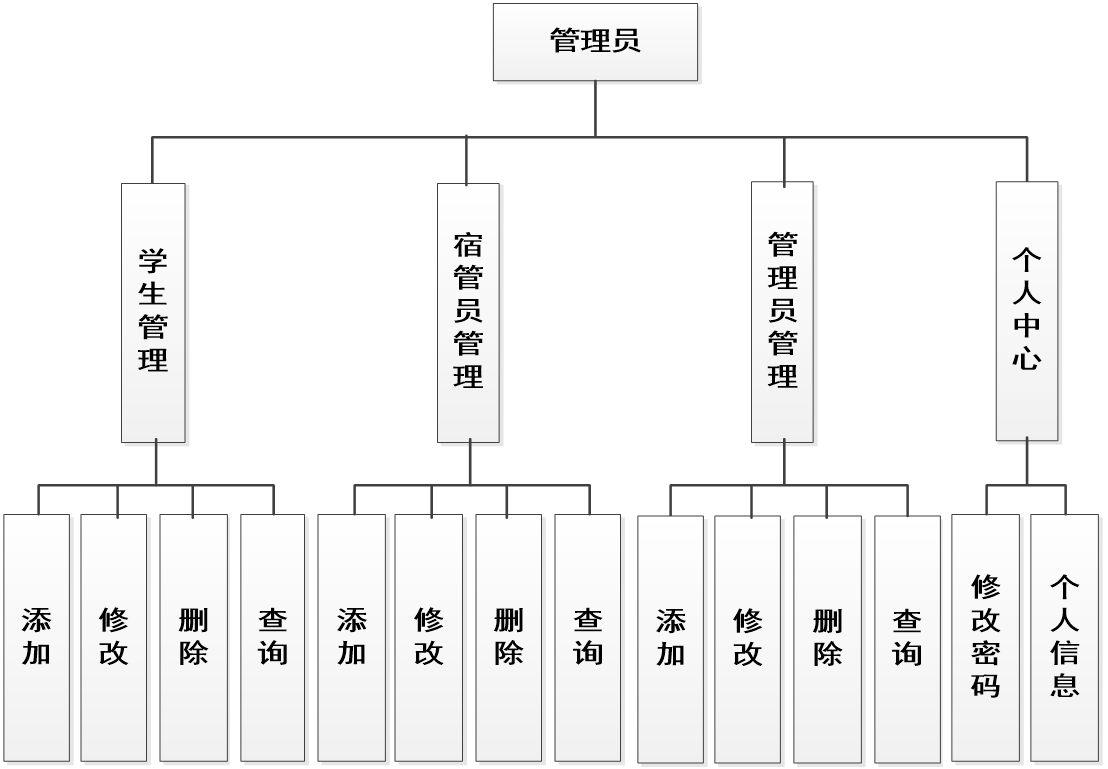 管理员
学生管理
宿管员管理
管理员管理
个人中心
添加
修改
删除
查询
添加
修改
删除
查询
添加
修改
删除
查询
修改密码
个人信息